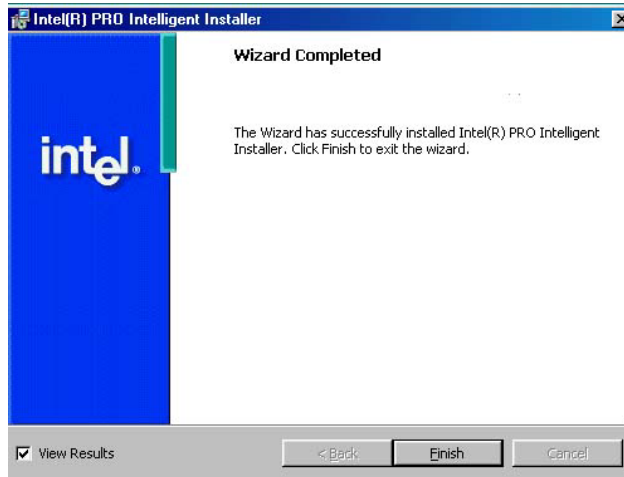 Intel(R) PRO Intelligent Installer
Wizard Completed
The Wizard has successfully installed Intel(R) PRO Intelligent
Installer. Click Finish to exit the wizard.
intel®
View Results
< Back
Finish
Cancel